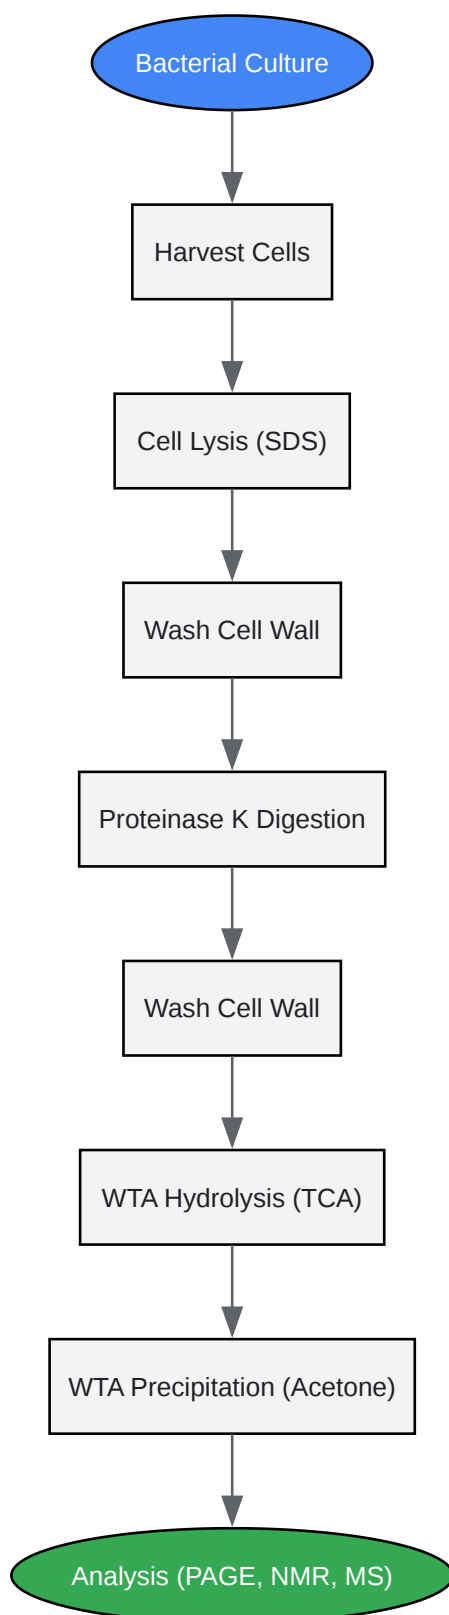 Bacterial Culture
Harvest Cells
Cell Lysis (SDS)
Wash Cell Wall
Proteinase K Digestion
Wash Cell Wall
WTA Hydrolysis (TCA)
WTA Precipitation (Acetone)
Analysis (PAGE, NMR, MS)